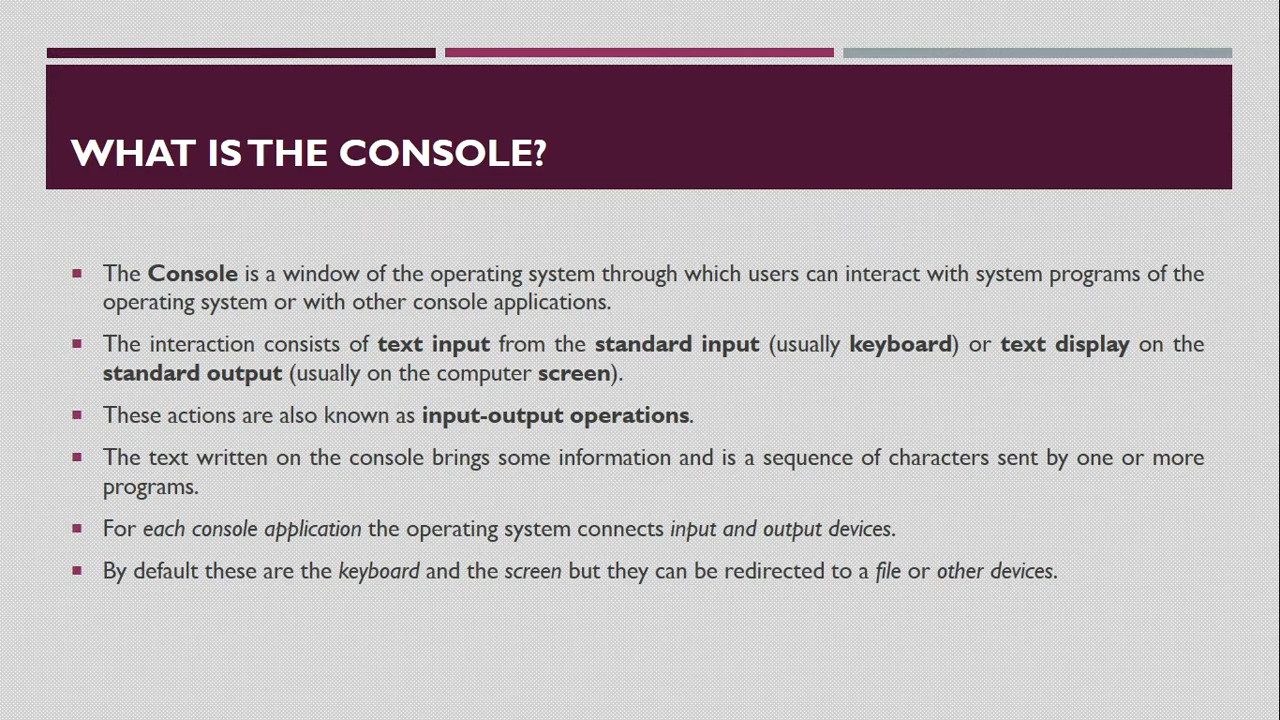 WHAT IS THE CONSOLE?
The Console is a window of the operating system through which users can interact with system programs of the
operating system or with other console applications.
The interaction consists of text input from the standard input (usually keyboard) or text display on the
standard output (usually on the computer screen).
These actions are also known as input-output operations.
The text written on the console brings some information and is a sequence of characters sent by one or more
programs.
For each console application the operating system connects input and output devices.
By default these are the keyboard and the screen but they can be redirected to a file or other devices.